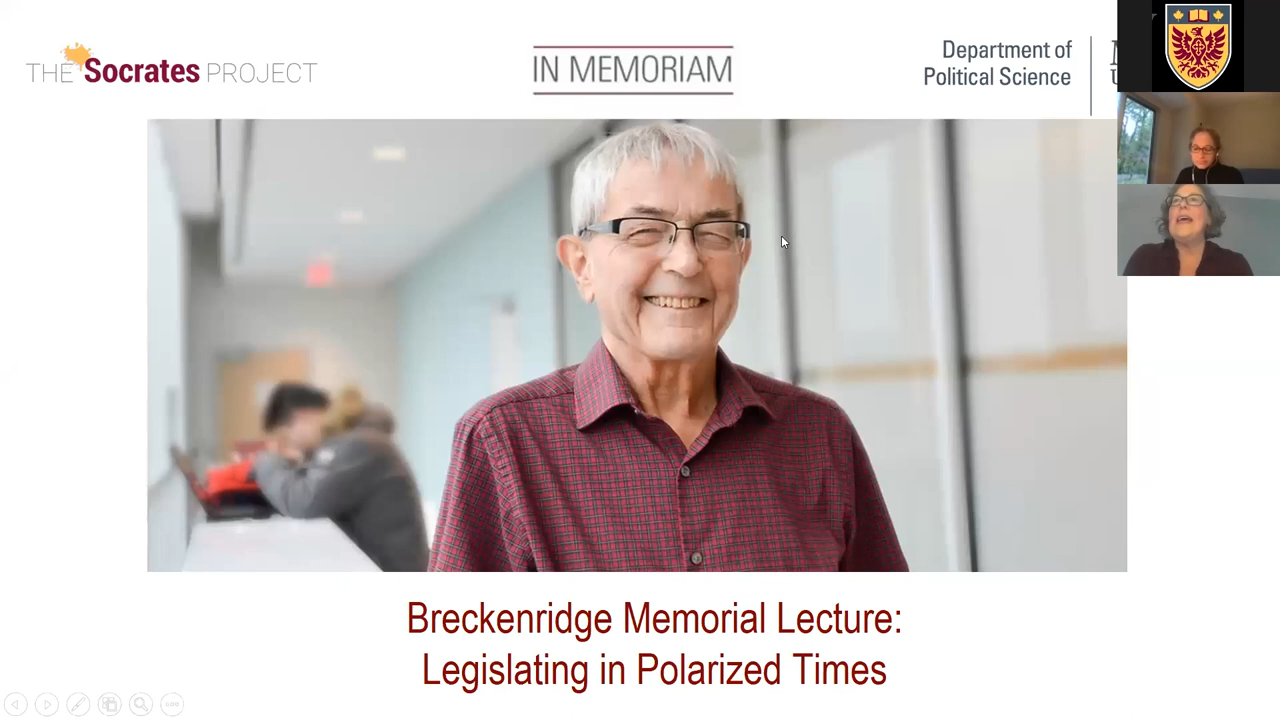 THE Socrates PROJECT
IN MEMORIAM
Department of
Political Science
Breckenridge Memorial Lecture:
Legislating in Polarized Times